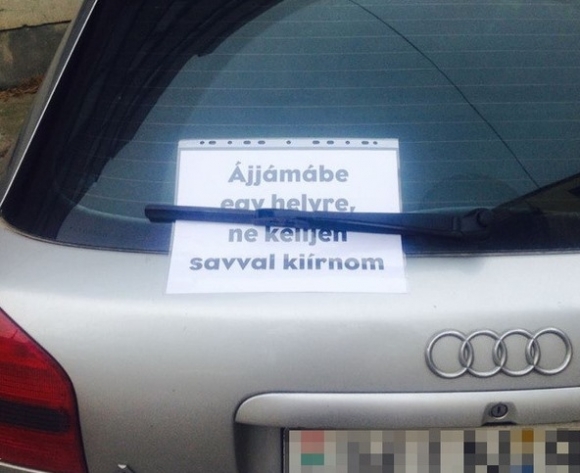 Ájjámábe
egy helyre,
ne kelljen
savval kiírnom